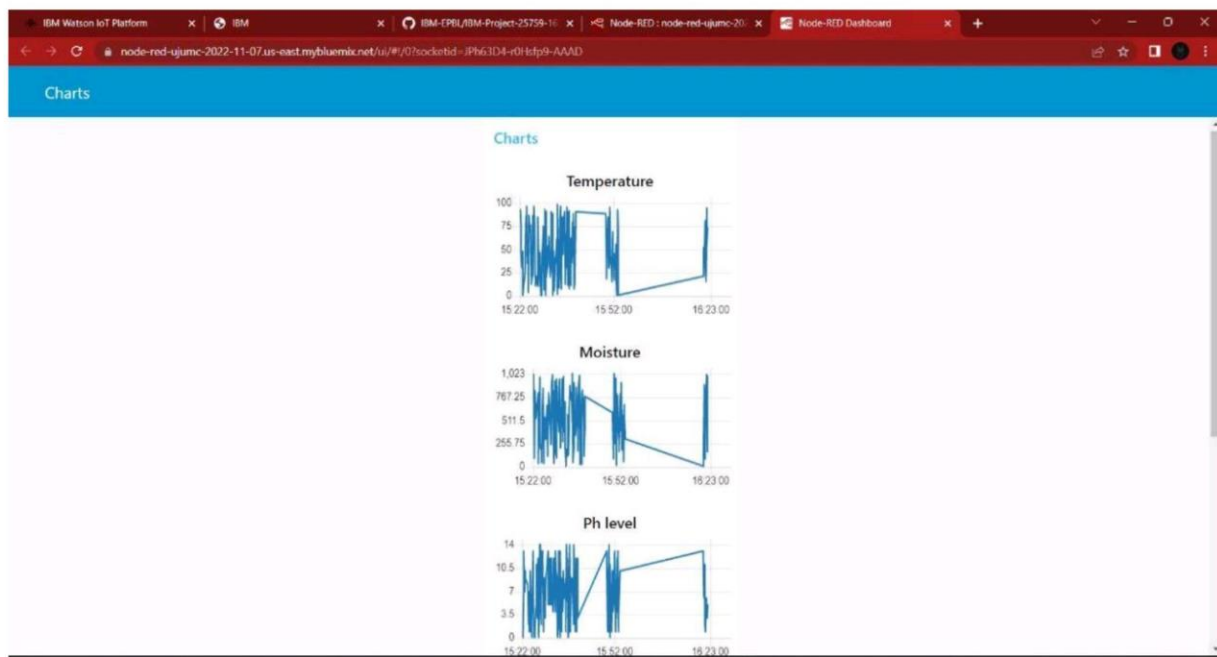 IBM Watson IoT Platform
IBM
IBM-EPBL/IBM-Project-25759-16
Node-RED : node-red-ujumc-202
Node-RED Dashboard
node-red-ujumc-2022-11-07.us-east.mybluemix.net/ui/#!/0?socketid=JPh63D4-r0Hsfp9-AAAD
Charts
Charts
Temperature
100
75
50
25
0
15:22:00 15:52:00 16:23:00
Moisture
1,023
767.25
511.5
255.75
0
15:22:00 15:52:00 16:23:00
Ph level
14
10.5
7
3.5
0
15:22:00 15:52:00 16:23:00